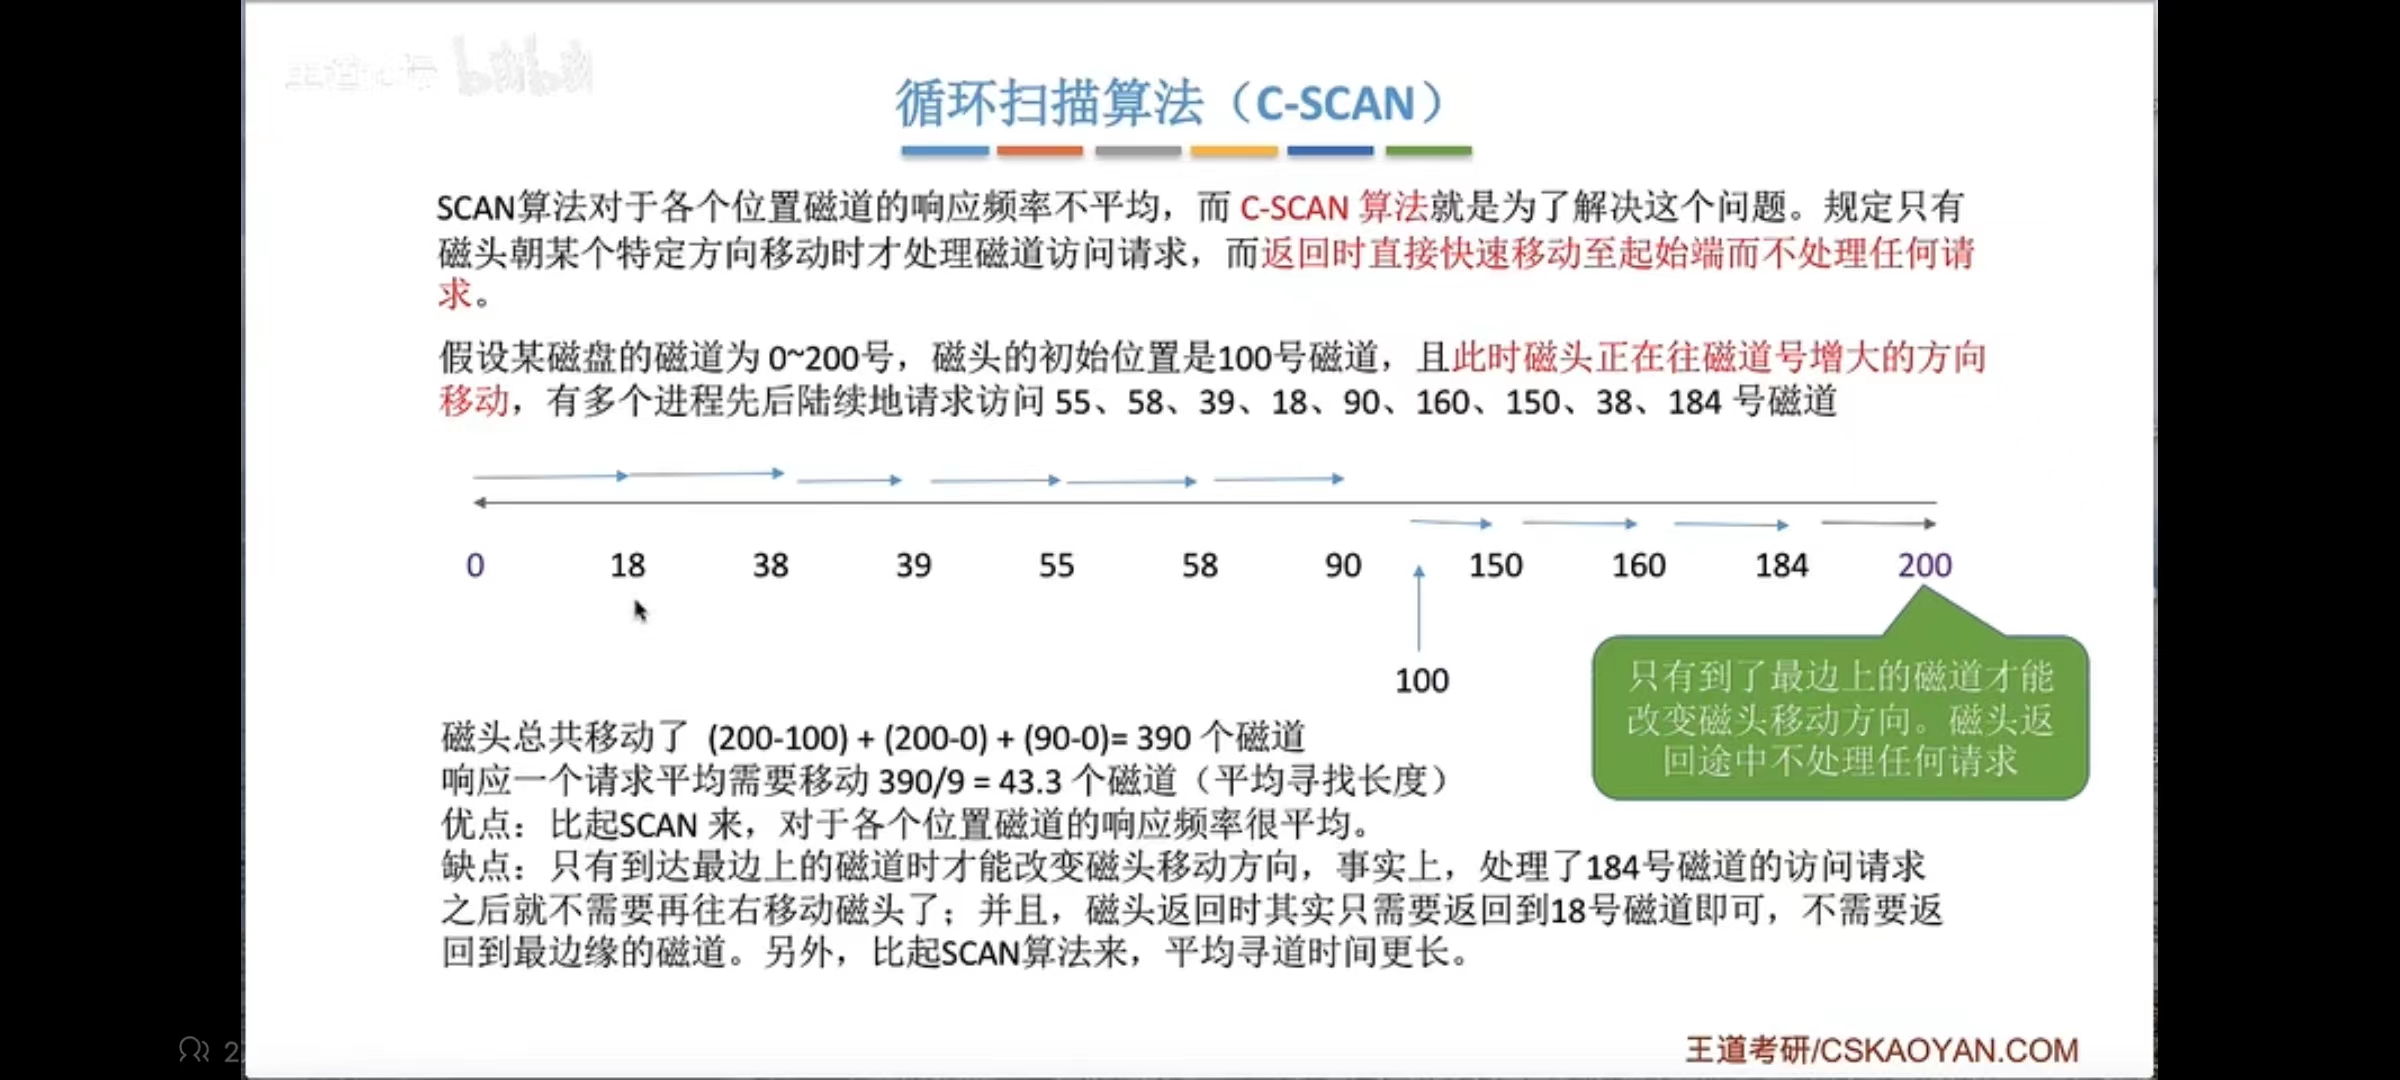 循环扫描算法（C-SCAN）
SCAN算法对于各个位置磁道的响应频率不平均，而 C-SCAN 算法就是为了解决这个问题。规定只有
磁头朝某个特定方向移动时才处理磁道访问请求，而返回时直接快速移动至起始端而不处理任何请
求。
假设某磁盘的磁道为 0~200号，磁头的初始位置是100号磁道，且此时磁头正在往磁道号增大的方向
移动，有多个进程先后陆续地请求访问 55、58、39、18、90、160、150、38、184 号磁道
0 18 38 39 55 58 90 150 160 184 200
100
只有到了最边上的磁道才能
改变磁头移动方向。磁头返
回途中不处理任何请求
磁头总共移动了 (200-100) + (200-0) + (90-0)= 390 个磁道
响应一个请求平均需要移动 390/9 = 43.3 个磁道（平均寻找长度）
优点：比起SCAN 来，对于各个位置磁道的响应频率很平均。
缺点：只有到达最边上的磁道时才能改变磁头移动方向，事实上，处理了184号磁道的访问请求
之后就不需要再往右移动磁头了；并且，磁头返回时其实只需要返回到18号磁道即可，不需要返
回到最边缘的磁道。另外，比起SCAN算法来，平均寻道时间更长。
王道考研/CSKAOYAN.COM